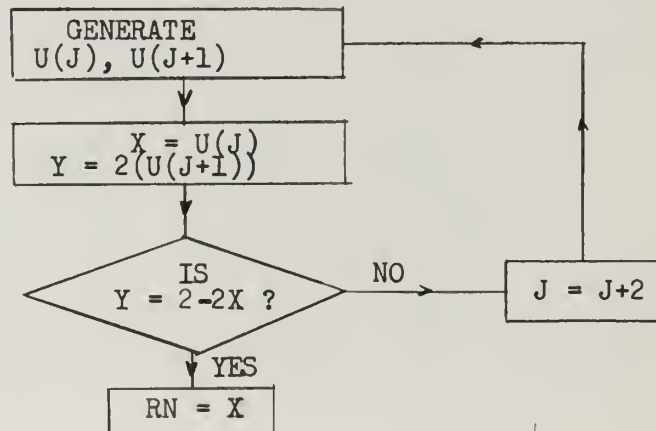 GENERATE
U(J), U(J+1)
X = U(J)
Y = 2(U(J+1))
IS
Y = 2-2X ?
NO
J = J+2
YES
RN = X